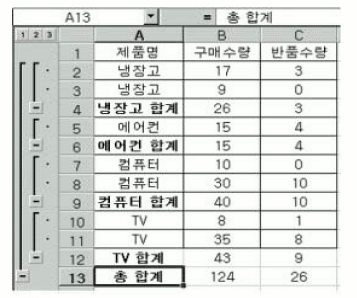 A13 = 총 합계
1 2 3 A B C
1 제품명 구매수량 반품수량
2 냉장고 17 3
3 냉장고 9 0
4 냉장고 합계 26 3
5 에어컨 15 4
6 에어컨 합계 15 4
7 컴퓨터 10 0
8 컴퓨터 30 10
9 컴퓨터 합계 40 10
10 TV 8 1
11 TV 35 8
12 TV 합계 43 9
13 총 합계 124 26